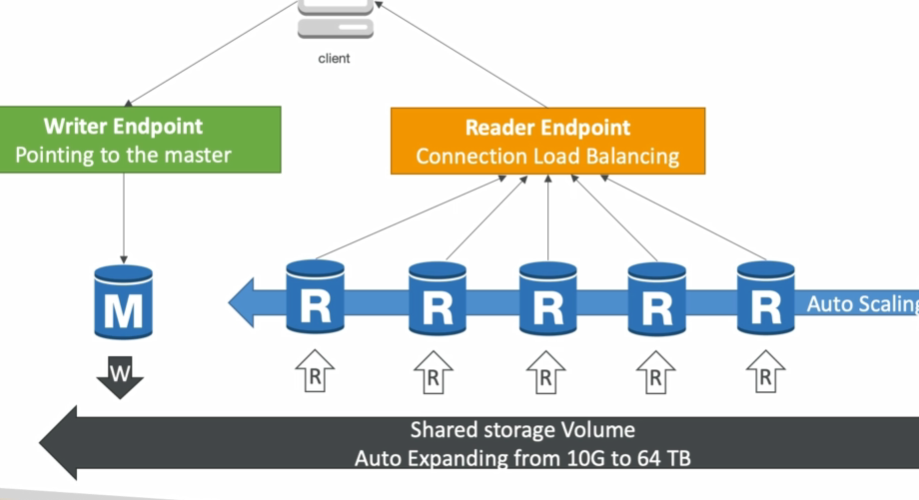 client
Writer Endpoint
Pointing to the master
Reader Endpoint
Connection Load Balancing
M
R
R
R
R
R
Auto Scaling
W
R
R
R
R
R
Shared storage Volume
Auto Expanding from 10G to 64 TB